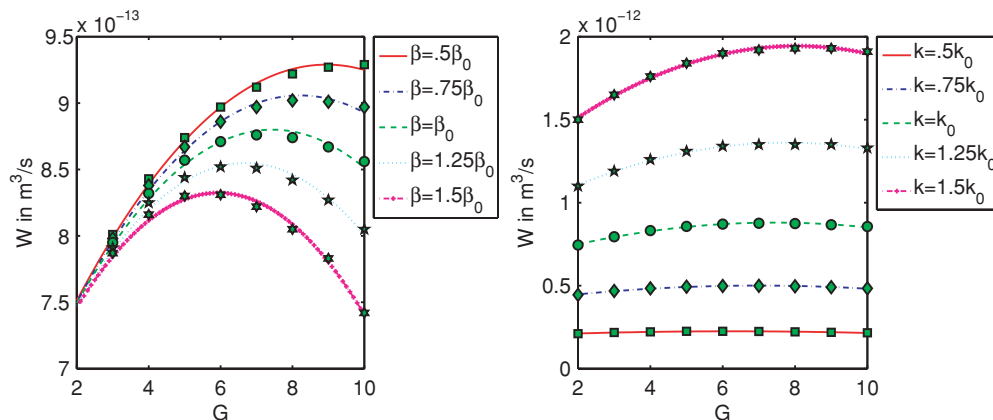 x 10⁻¹³
9.5
9
8.5
8
7.5
7
W in m³/s
2 4 6 8 10
G
β=.5β₀
β=.75β₀
β=β₀
β=1.25β₀
β=1.5β₀
x 10⁻¹²
2
1.5
1
0.5
0
W in m³/s
2 4 6 8 10
G
k=.5k₀
k=.75k₀
k=k₀
k=1.25k₀
k=1.5k₀